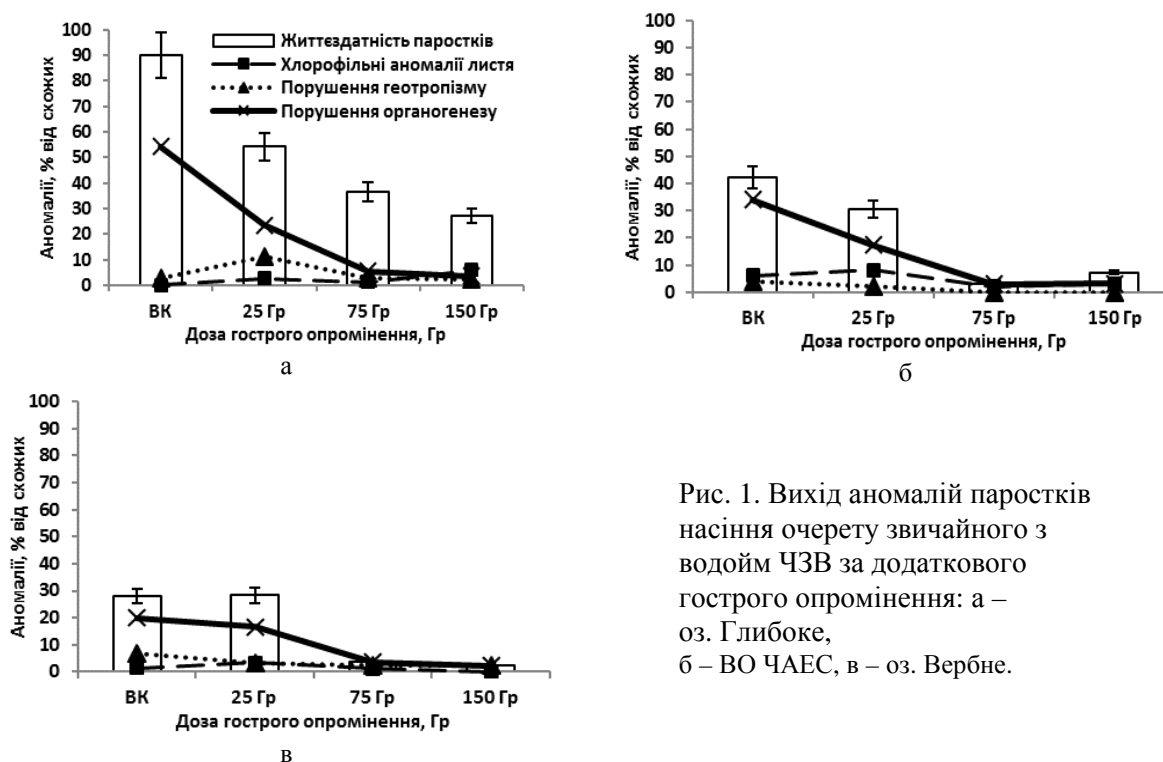 100
90
80
70
60
50
40
30
20
10
0
Аномалії, % від схожих
Життєздатність паростків
Хлорофільні аномалії листя
Порушення геотропізму
Порушення органогенезу
ВК 25 Гр 75 Гр 150 Гр
Доза гострого опромінення, Гр
а
100
90
80
70
60
50
40
30
20
10
0
Аномалії, % від схожих
ВК 25 Гр 75 Гр 150 Гр
Доза гострого опромінення, Гр
б
100
90
80
70
60
50
40
30
20
10
0
Аномалії, % від схожих
ВК 25 Гр 75 Гр 150 Гр
Доза гострого опромінення, Гр
в
Рис. 1. Вихід аномалій паростків
насіння очерету звичайного з
водойм ЧЗВ за додаткового
гострого опромінення: а –
оз. Глибоке,
б – ВО ЧАЕС, в – оз. Вербне.